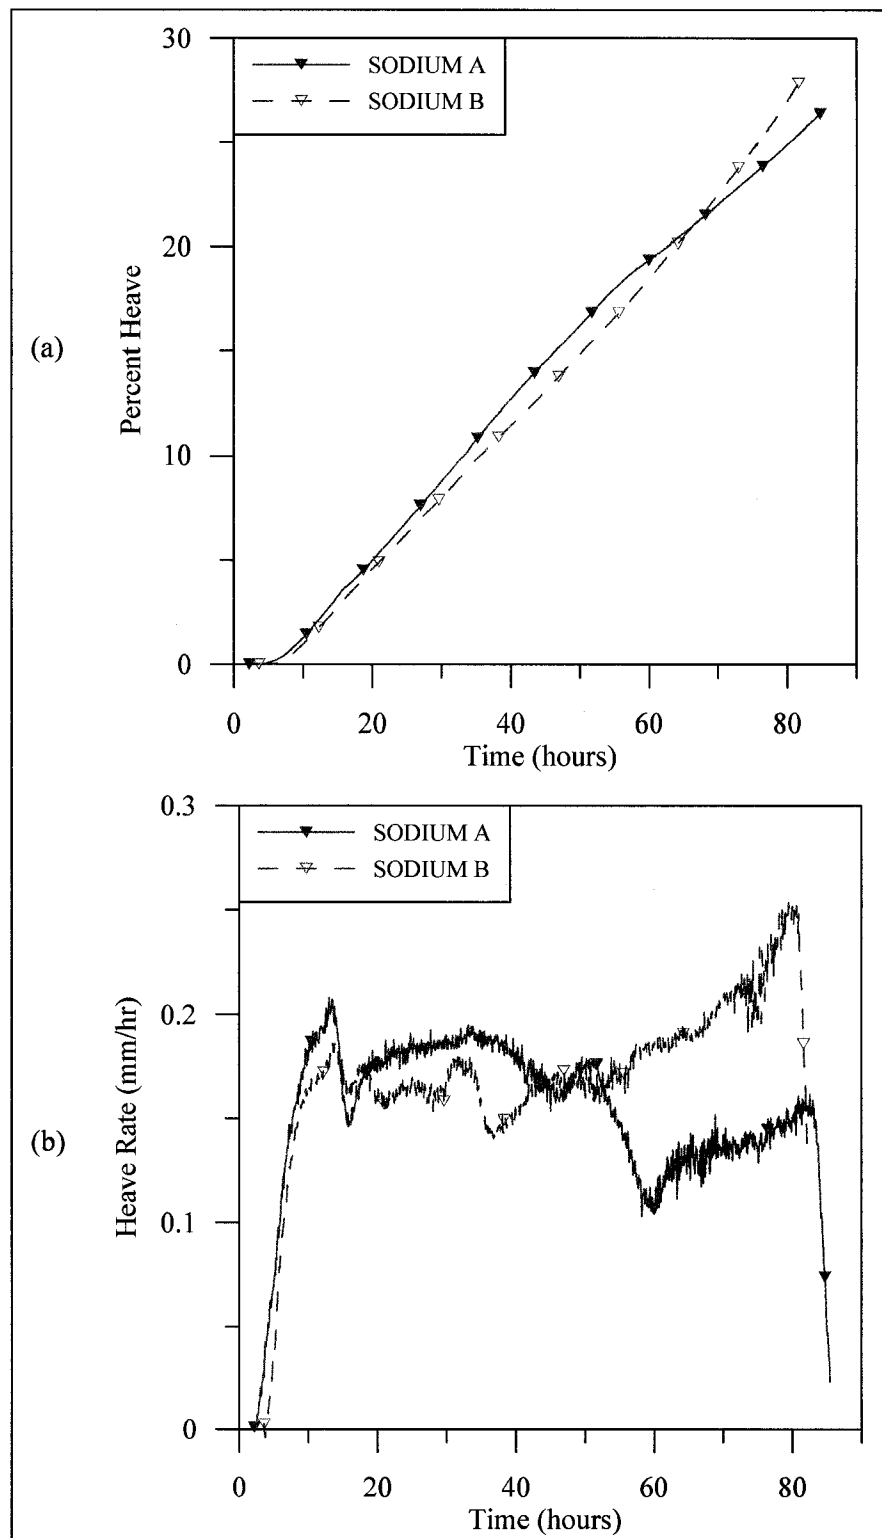 30
SODIUM A
SODIUM B
20
10
0
Percent Heave
(a)
0 20 40 60 80
Time (hours)
0.3
SODIUM A
SODIUM B
0.2
0.1
0
Heave Rate (mm/hr)
(b)
0 20 40 60 80
Time (hours)